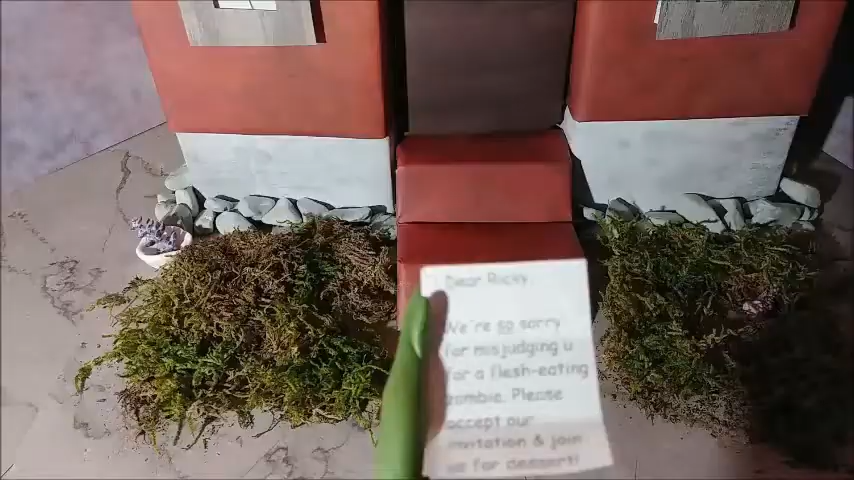 Dear Ricky
We're so sorry
for misjudging u
for a flesh-eating
zombie. Please
accept our
invitation & join
us for dessert!